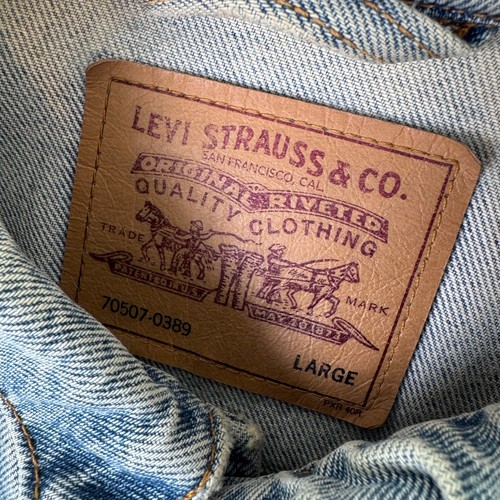 LEVI STRAUSS & CO.
SAN FRANCISCO, CAL.
ORIGINAL RIVETED
QUALITY CLOTHING
TRADE MARK
PATENTED IN U.S. MAY 20 1873
70507-0389
LARGE